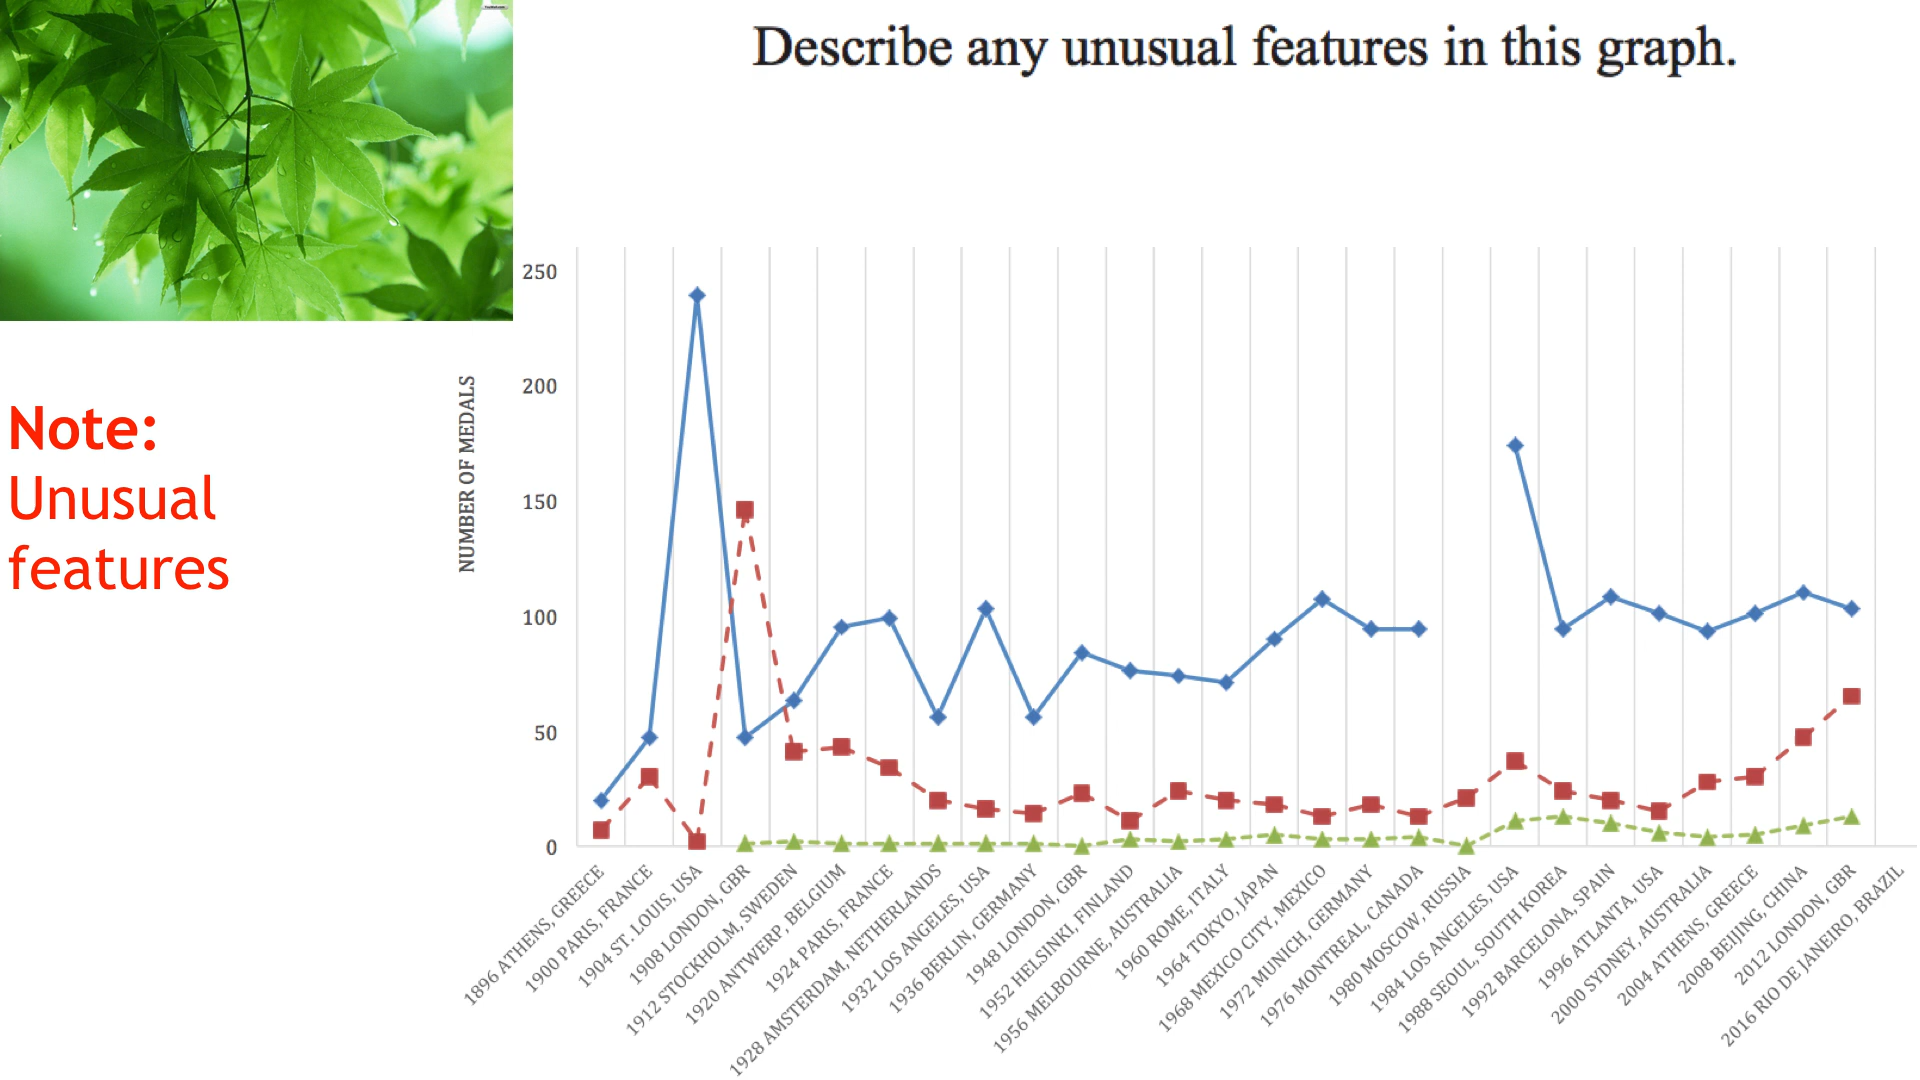 Describe any unusual features in this graph.
Note:
Unusual
features
NUMBER OF MEDALS
250
200
150
100
50
0
1896 ATHENS, GREECE
1900 PARIS, FRANCE
1904 ST. LOUIS, USA
1908 LONDON, GBR
1912 STOCKHOLM, SWEDEN
1920 ANTWERP, BELGIUM
1924 PARIS, FRANCE
1928 AMSTERDAM, NETHERLANDS
1932 LOS ANGELES, USA
1936 BERLIN, GERMANY
1948 LONDON, GBR
1952 HELSINKI, FINLAND
1956 MELBOURNE, AUSTRALIA
1960 ROME, ITALY
1964 TOKYO, JAPAN
1968 MEXICO CITY, MEXICO
1972 MUNICH, GERMANY
1976 MONTREAL, CANADA
1980 MOSCOW, RUSSIA
1984 LOS ANGELES, USA
1988 SEOUL, SOUTH KOREA
1992 BARCELONA, SPAIN
1996 ATLANTA, USA
2000 SYDNEY, AUSTRALIA
2004 ATHENS, GREECE
2008 BEIJING, CHINA
2012 LONDON, GBR
2016 RIO DE JANEIRO, BRAZIL